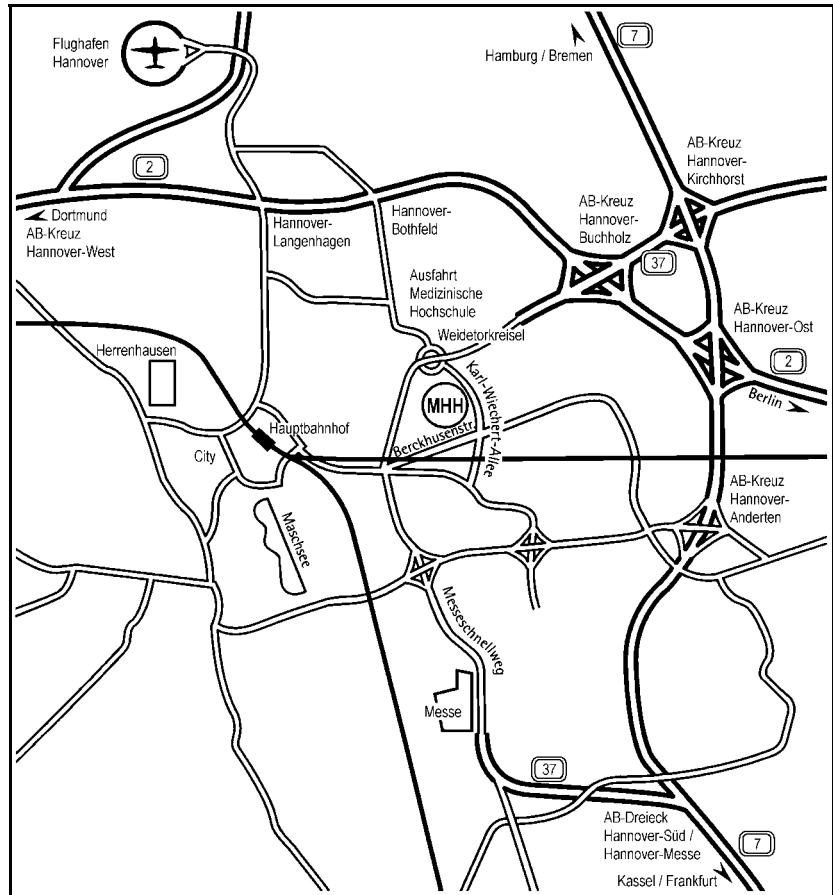 Flughafen
Hannover
7
Hamburg / Bremen
AB-Kreuz
Hannover-
Kirchhorst
2
Dortmund
AB-Kreuz
Hannover-West
Hannover-
Langenhagen
Hannover-
Bothfeld
AB-Kreuz
Hannover-
Buchholz
37
Ausfahrt
Medizinische
Hochschule
Weidetorkreisel
AB-Kreuz
Hannover-Ost
2
Berlin
Herrenhausen
Karl-Wiechert-Allee
MHH
Hauptbahnhof
Berckhusenstr.
City
AB-Kreuz
Hannover-
Anderten
Maschsee
Messeschnellweg
Messe
37
AB-Dreieck
Hannover-Süd /
Hannover-Messe
7
Kassel / Frankfurt